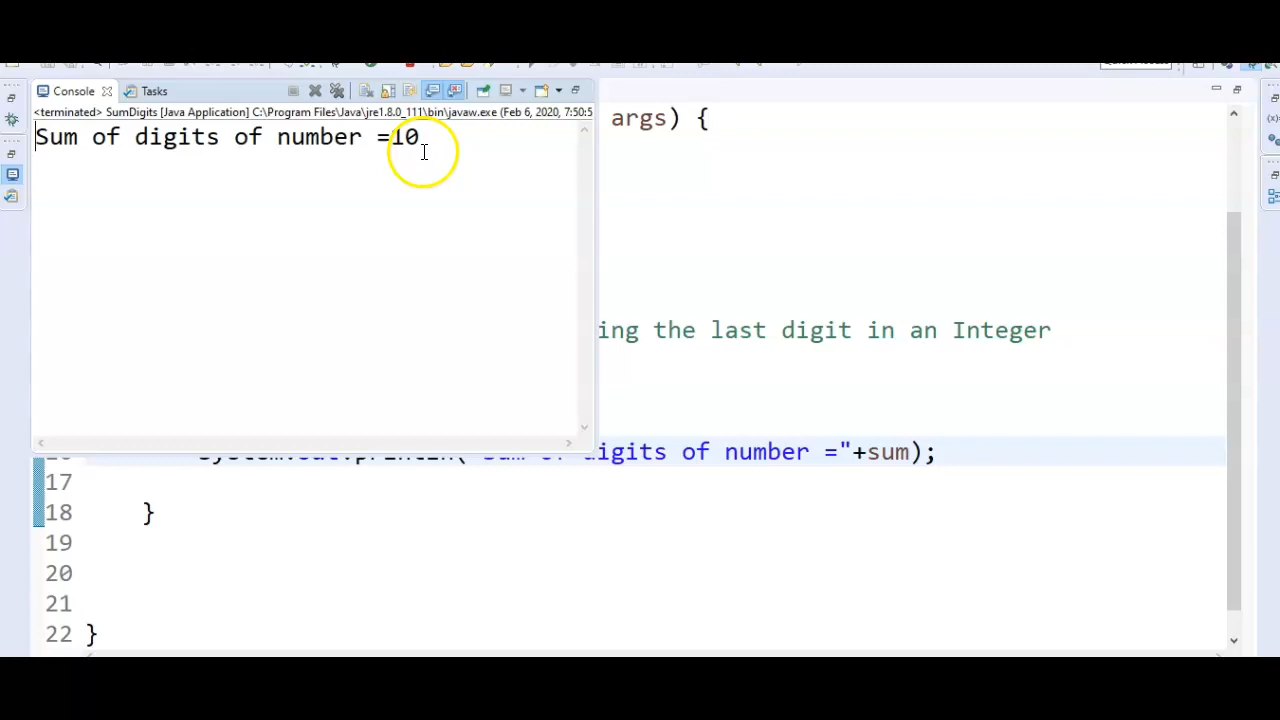 Console Tasks
<terminated> SumDigits [Java Application] C:\Program Files\Java\jre1.8.0_111\bin\javaw.exe (Feb 6, 2020, 7:50:5
Sum of digits of number =10
args) {
ing the last digit in an Integer
digits of number ="+sum);
17
18 }
19
20
21
22 }